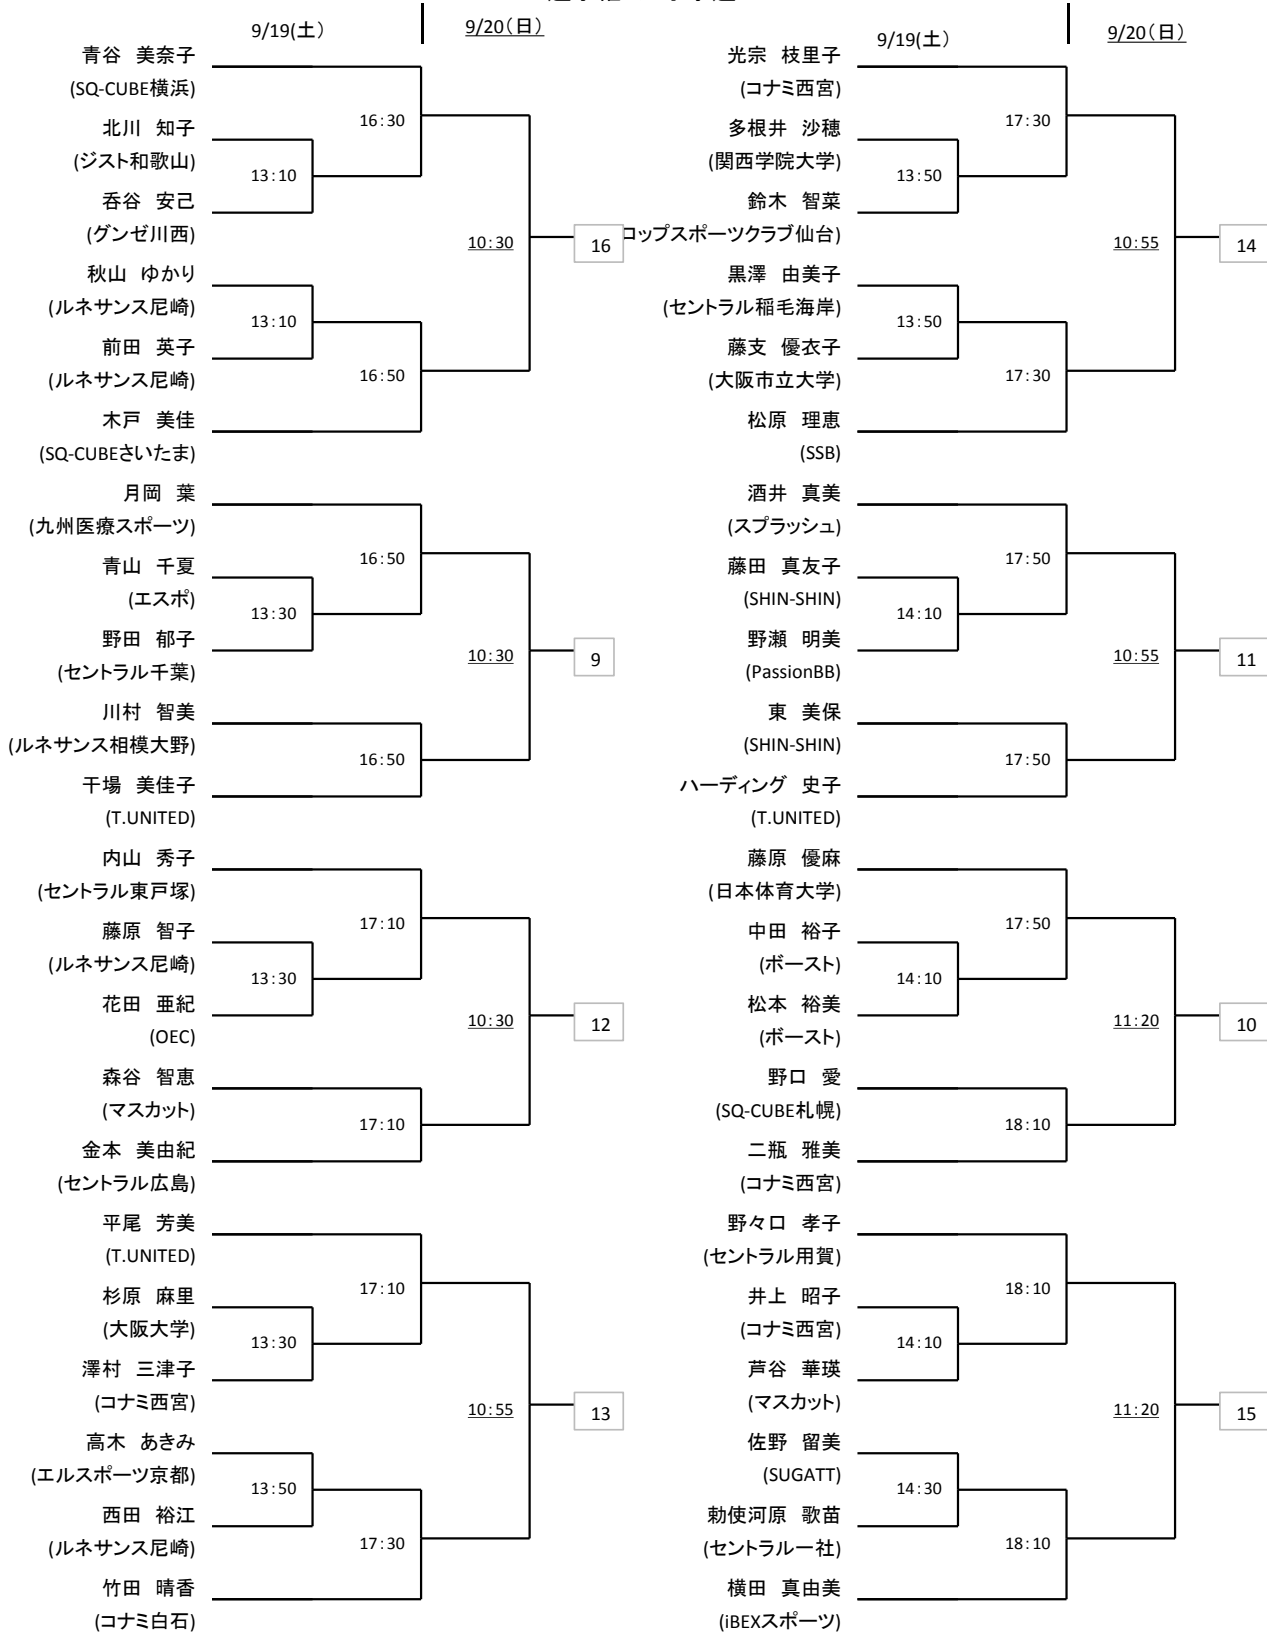 9/19(土)
9/20(日)
青谷 美奈子
(SQ-CUBE横浜)
16:30
北川 知子
(ジスト和歌山)
13:10
呑谷 安己
(グンゼ川西)
10:30
16
秋山 ゆかり
(ルネサンス尼崎)
13:10
前田 英子
(ルネサンス尼崎)
16:50
木戸 美佳
(SQ-CUBEさいたま)
月岡 葉
(九州医療スポーツ)
16:50
青山 千夏
(エスポ)
13:30
野田 郁子
(セントラル千葉)
10:30
9
川村 智美
(ルネサンス相模大野)
16:50
干場 美佳子
(T.UNITED)
内山 秀子
(セントラル東戸塚)
17:10
藤原 智子
(ルネサンス尼崎)
13:30
花田 亜紀
(OEC)
10:30
12
森谷 智恵
(マスカット)
17:10
金本 美由紀
(セントラル広島)
平尾 芳美
(T.UNITED)
17:10
杉原 麻里
(大阪大学)
13:30
澤村 三津子
(コナミ西宮)
10:55
13
高木 あきみ
(エルスポーツ京都)
13:50
西田 裕江
(ルネサンス尼崎)
17:30
竹田 晴香
(コナミ白石)
9/19(土)
9/20(日)
光宗 枝里子
(コナミ西宮)
17:30
多根井 沙穂
(関西学院大学)
13:50
鈴木 智菜
コップスポーツクラブ仙台)
10:55
14
黒澤 由美子
(セントラル稲毛海岸)
13:50
藤支 優衣子
(大阪市立大学)
17:30
松原 理恵
(SSB)
酒井 真美
(スプラッシュ)
17:50
藤田 真友子
(SHIN-SHIN)
14:10
野瀬 明美
(PassionBB)
10:55
11
東 美保
(SHIN-SHIN)
17:50
ハーディング 史子
(T.UNITED)
藤原 優麻
(日本体育大学)
17:50
中田 裕子
(ボースト)
14:10
松本 裕美
(ボースト)
11:20
10
野口 愛
(SQ-CUBE札幌)
18:10
二瓶 雅美
(コナミ西宮)
野々口 孝子
(セントラル用賀)
18:10
井上 昭子
(コナミ西宮)
14:10
芦谷 華瑛
(マスカット)
11:20
15
佐野 留美
(SUGATT)
14:30
勅使河原 歌苗
(セントラル一社)
18:10
横田 真由美
(iBEXスポーツ)